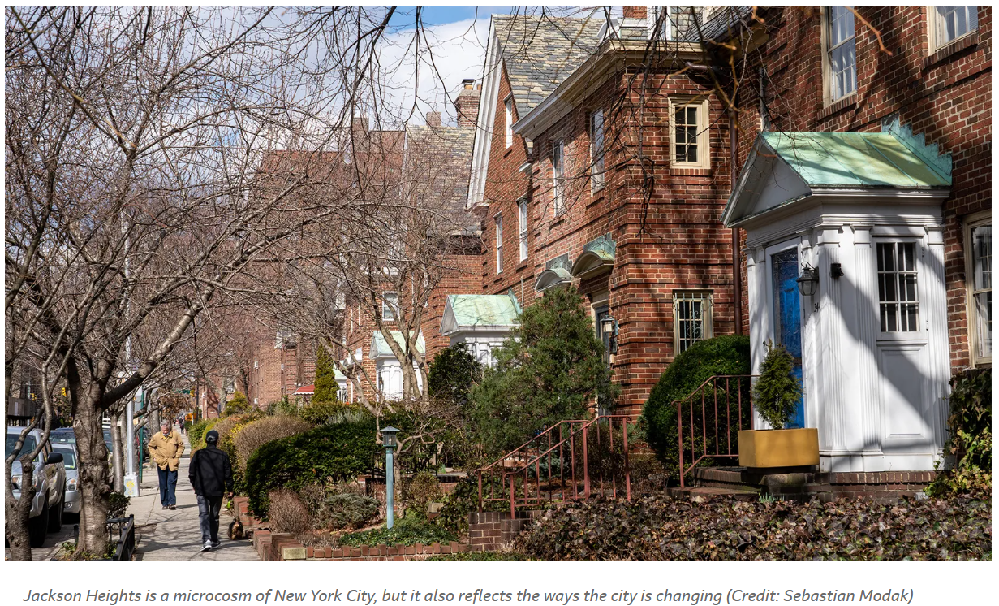 Jackson Heights is a microcosm of New York City, but it also reflects the ways the city is changing (Credit: Sebastian Modak)